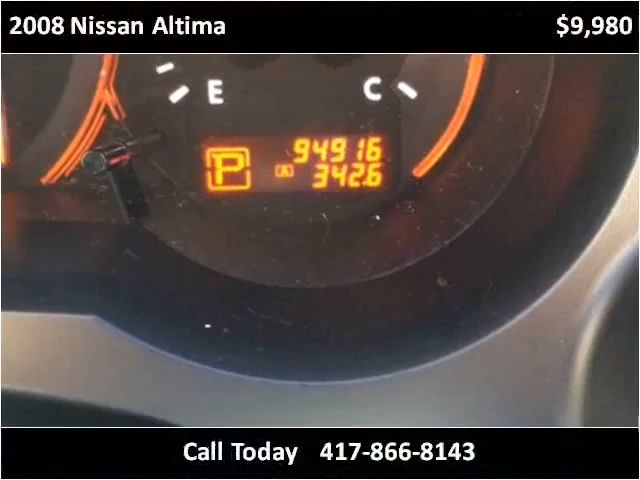 2008 Nissan Altima $9,980
E C
P 94916
A 342.6
Call Today 417-866-8143